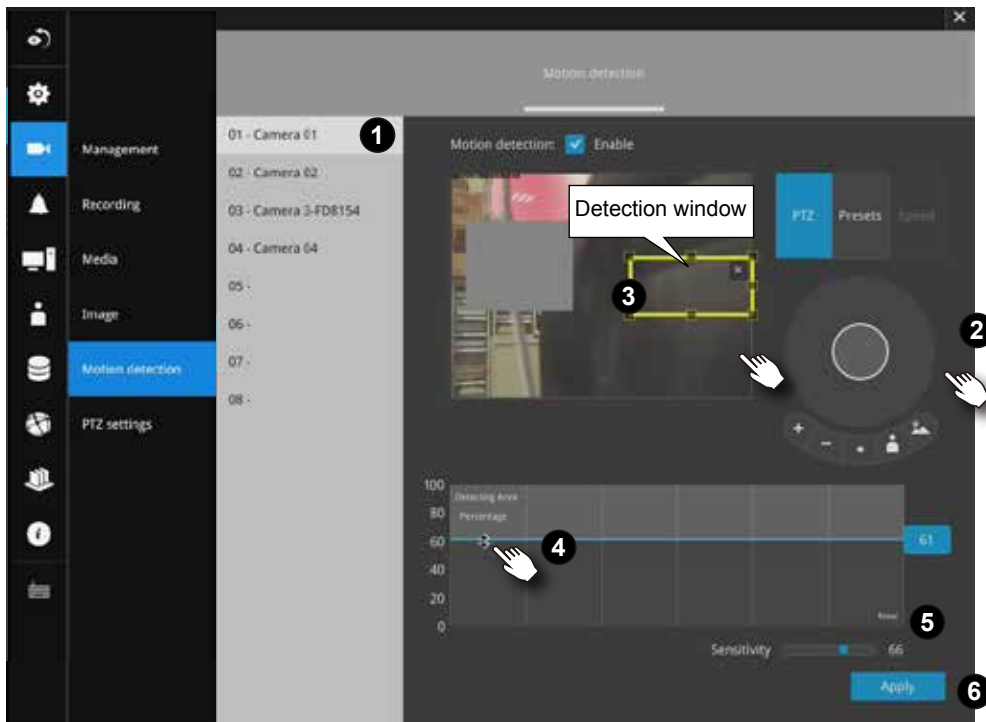 Motion detection
Management
Recording
Media
Image
Motion detection
PTZ settings
01 - Camera 01
02 - Camera 02
03 - Camera 3-FD8154
04 - Camera 04
05 -
06 -
07 -
08 -
1
Motion detection: Enable
Detection window
3
PTZ Presets Speed
2
100
80
60
40
20
0
Detecting Area
Percentage
4
61
Reset
5
Sensitivity 66
Apply
6